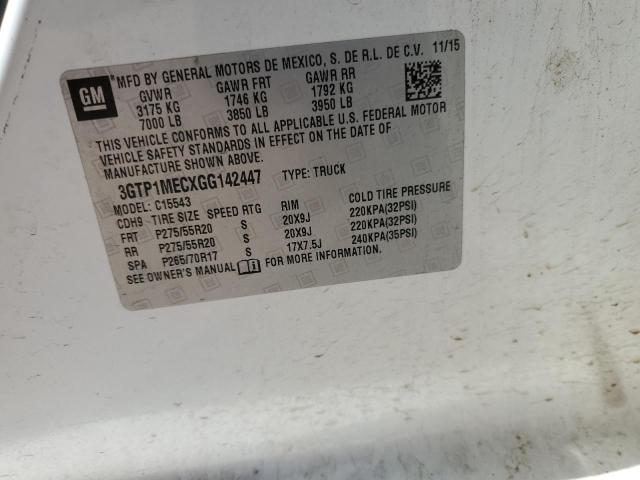 GM
MFD BY GENERAL MOTORS DE MEXICO, S. DE R.L. DE C.V. 11/15
GVWR GAWR FRT GAWR RR
3175 KG 1746 KG 1792 KG
7000 LB 3850 LB 3950 LB
THIS VEHICLE CONFORMS TO ALL APPLICABLE U.S. FEDERAL MOTOR
VEHICLE SAFETY STANDARDS IN EFFECT ON THE DATE OF
MANUFACTURE SHOWN ABOVE.
3GTP1MECXGG142447 TYPE: TRUCK
MODEL: C15543
CDH9 TIRE SIZE SPEED RTG RIM COLD TIRE PRESSURE
FRT P275/55R20 S 20X9J 220KPA(32PSI)
RR P275/55R20 S 20X9J 220KPA(32PSI)
SPA P265/70R17 S 17X7.5J 240KPA(35PSI)
SEE OWNER'S MANUAL FOR MORE INFORMATION.